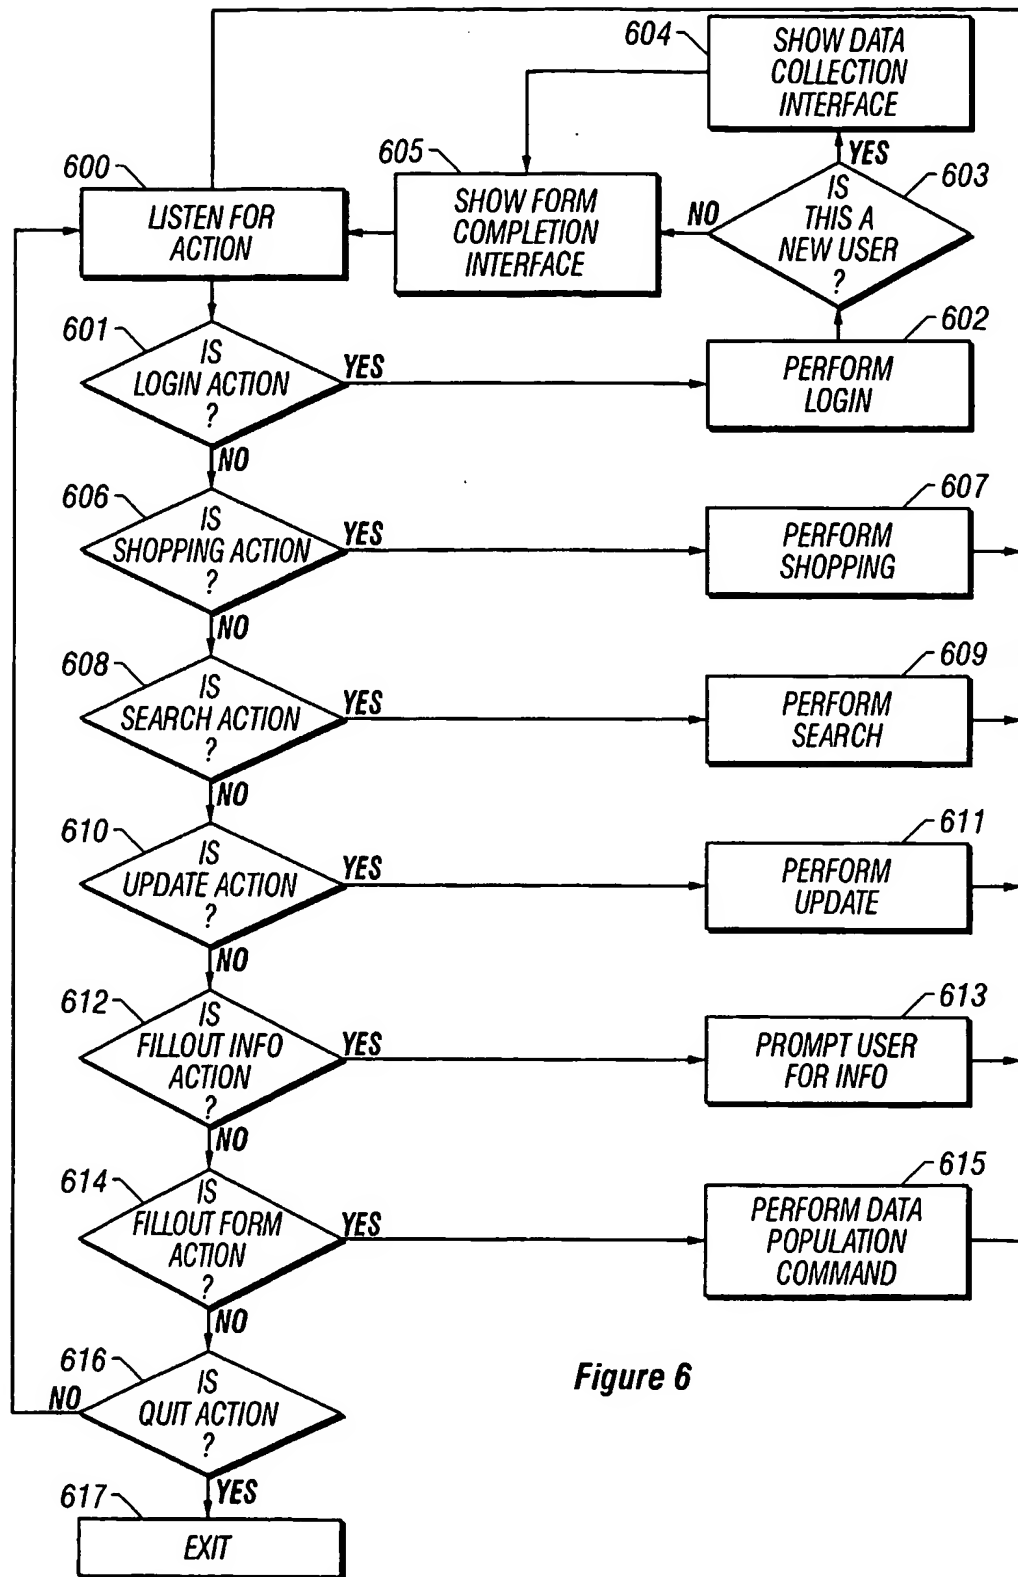 604
SHOW DATA
COLLECTION
INTERFACE
605
YES
600
603
LISTEN FOR
ACTION
SHOW FORM
COMPLETION
INTERFACE
NO
IS
THIS A
NEW USER
?
601
602
IS
LOGIN ACTION
?
YES
PERFORM
LOGIN
NO
606
607
IS
SHOPPING ACTION
?
YES
PERFORM
SHOPPING
NO
608
609
IS
SEARCH ACTION
?
YES
PERFORM
SEARCH
NO
610
611
IS
UPDATE ACTION
?
YES
PERFORM
UPDATE
NO
612
613
IS
FILLOUT INFO
ACTION
?
YES
PROMPT USER
FOR INFO
NO
614
615
IS
FILLOUT FORM
ACTION
?
YES
PERFORM DATA
POPULATION
COMMAND
NO
616
IS
QUIT ACTION
?
NO
Figure 6
YES
617
EXIT